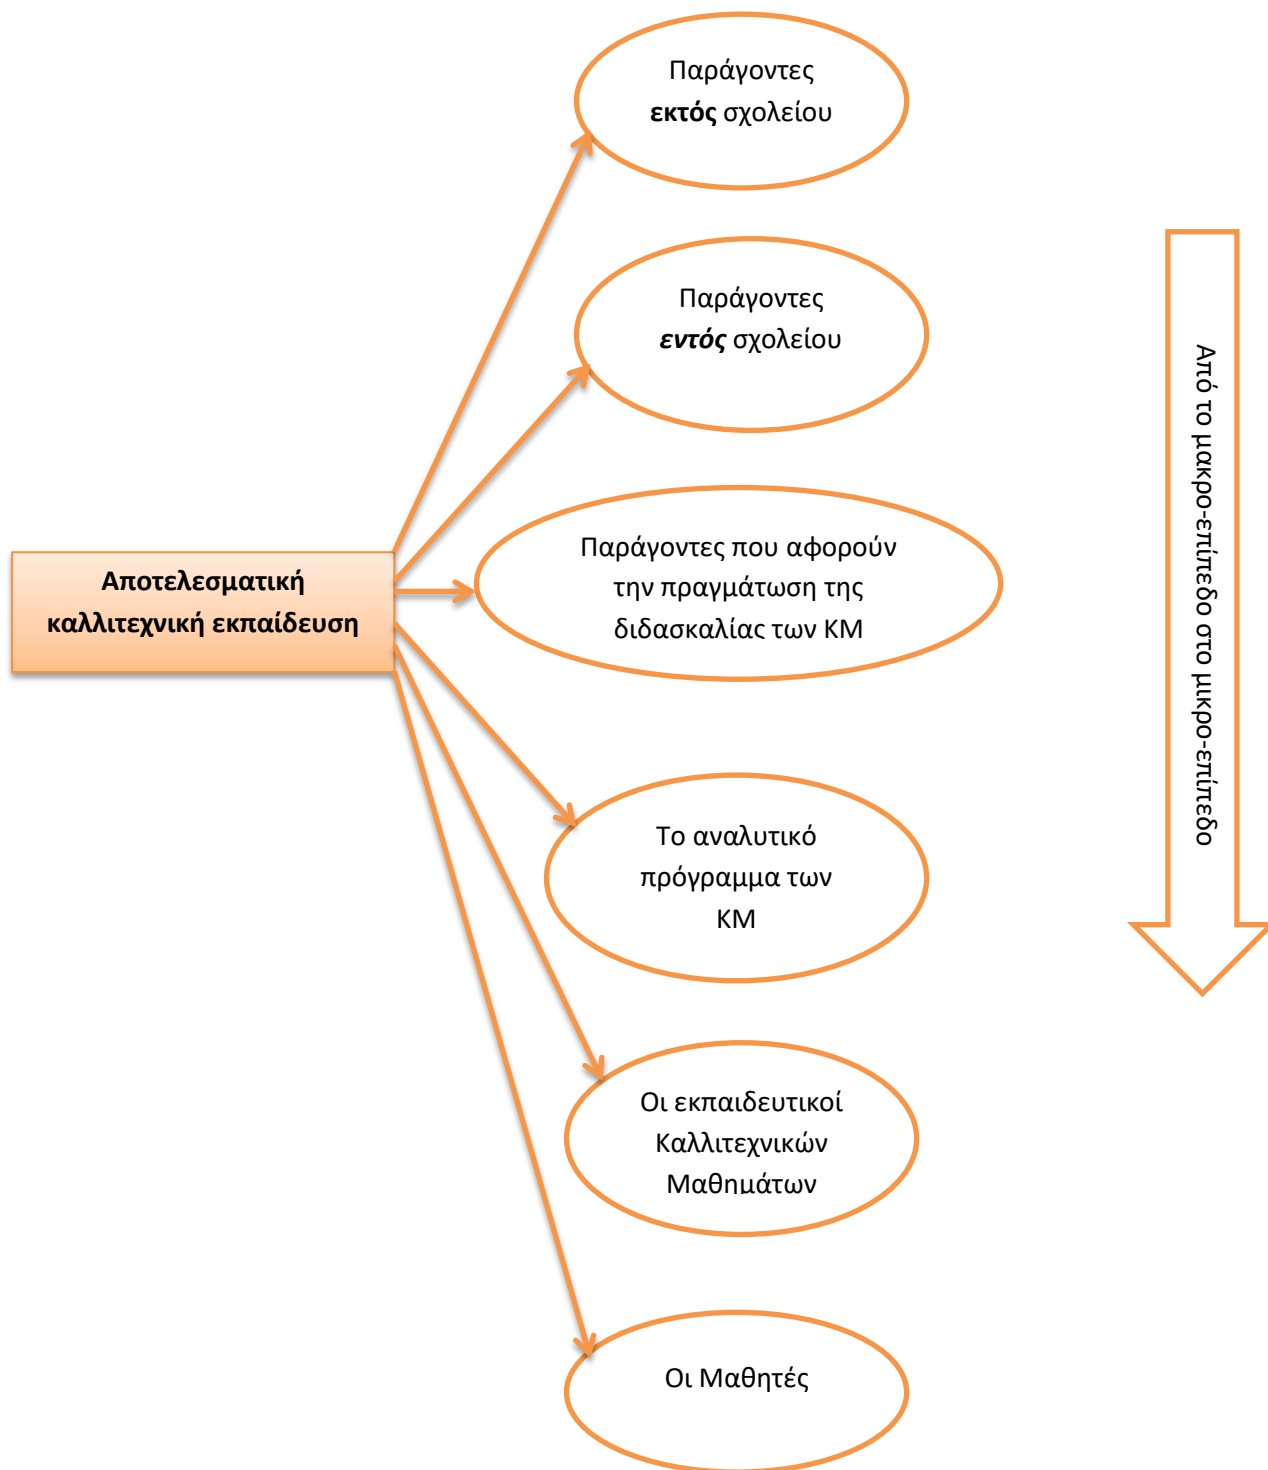 Παράγοντες
εκτός σχολείου
Παράγοντες
εντός σχολείου
Παράγοντες που αφορούν
την πραγμάτωση της
διδασκαλίας των ΚΜ
Αποτελεσματική
καλλιτεχνική εκπαίδευση
Το αναλυτικό
πρόγραμμα των
ΚΜ
Οι εκπαιδευτικοί
Καλλιτεχνικών
Μαθημάτων
Οι Μαθητές
Από το μακρο-επίπεδο στο μικρο-επίπεδο